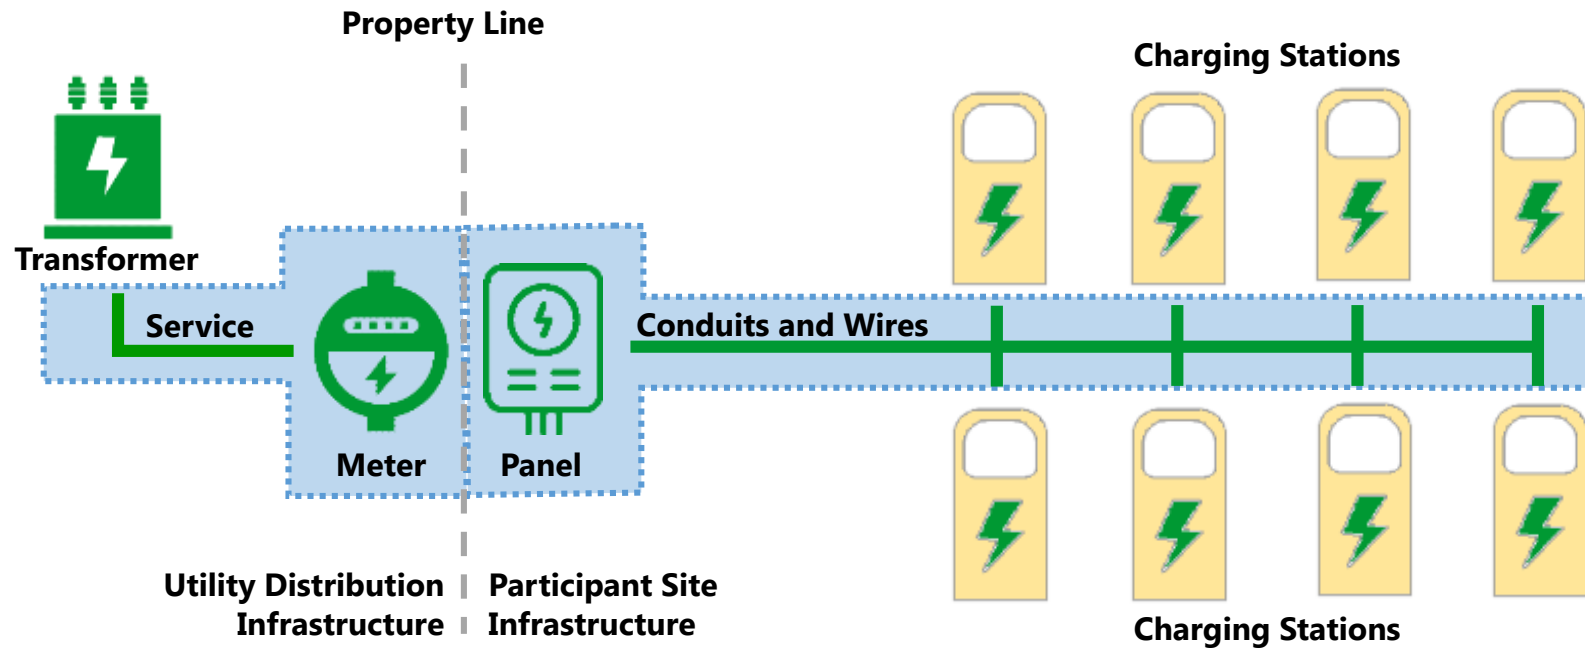 Property Line
Charging Stations
Transformer
Service
Conduits and Wires
Meter
Panel
Utility Distribution
Infrastructure
Participant Site
Infrastructure
Charging Stations